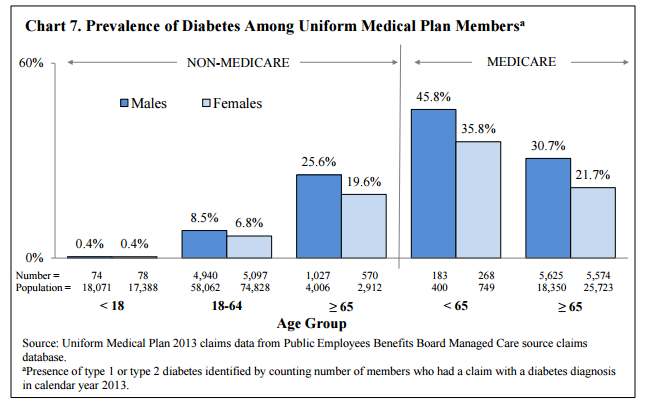 Chart 7. Prevalence of Diabetes Among Uniform Medical Plan Membersᵃ
60%
NON-MEDICARE
MEDICARE
Males
Females
45.8%
35.8%
30.7%
25.6%
21.7%
19.6%
8.5%
6.8%
0.4%
0.4%
0%
Number = 74 78 4,940 5,097 1,027 570 183 268 5,625 5,574
Population = 18,071 17,388 58,062 74,828 4,006 2,912 400 749 18,350 25,723
< 18 18-64 ≥ 65 < 65 ≥ 65
Age Group
Source: Uniform Medical Plan 2013 claims data from Public Employees Benefits Board Managed Care source claims
database.
ᵃPresence of type 1 or type 2 diabetes identified by counting number of members who had a claim with a diabetes diagnosis
in calendar year 2013.